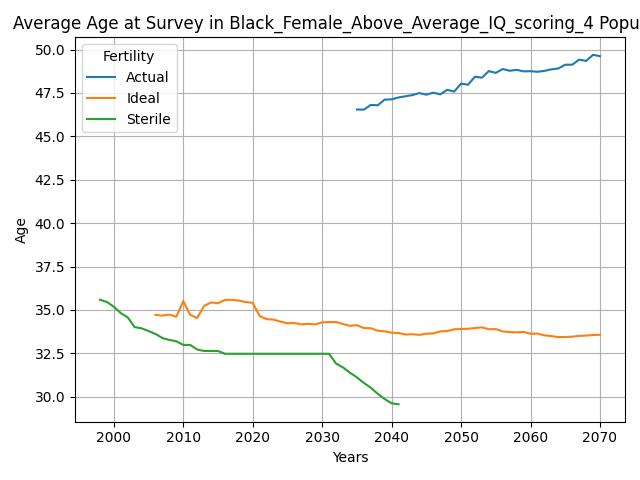 Average Age at Survey in Black_Female_Above_Average_IQ_scoring_4 Popu
50.0
47.5
45.0
42.5
40.0
37.5
35.0
32.5
30.0
Age
Fertility
Actual
Ideal
Sterile
2000 2010 2020 2030 2040 2050 2060 2070
Years